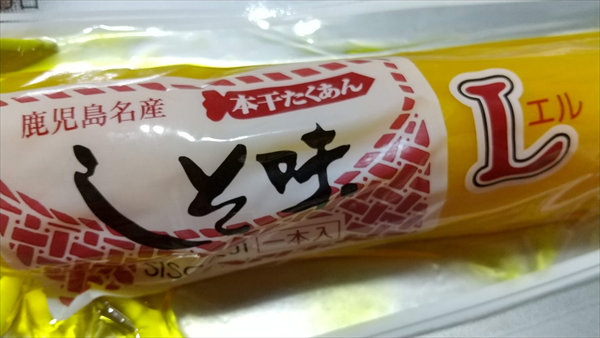 鹿児島名産
本干たくあん
しそ味
一本入
L
エル